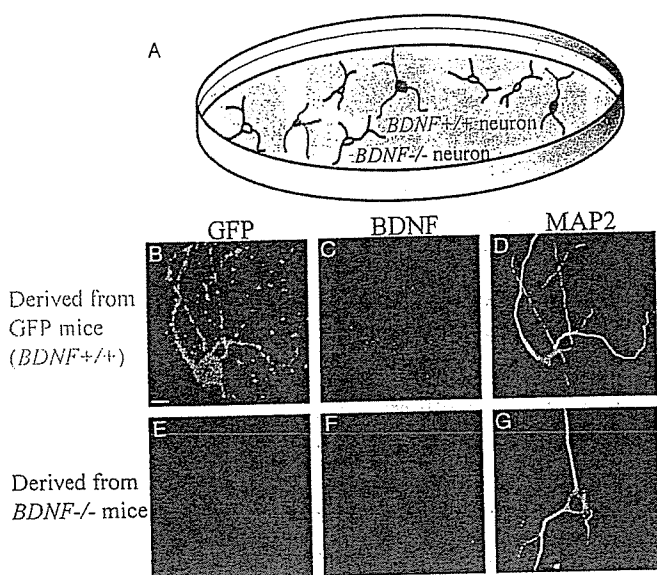 A
BDNF+/+ neuron
BDNF-/- neuron
GFP
BDNF
MAP2
B
C
D
Derived from
GFP mice
(BDNF+/+)
E
F
G
Derived from
BDNF-/- mice